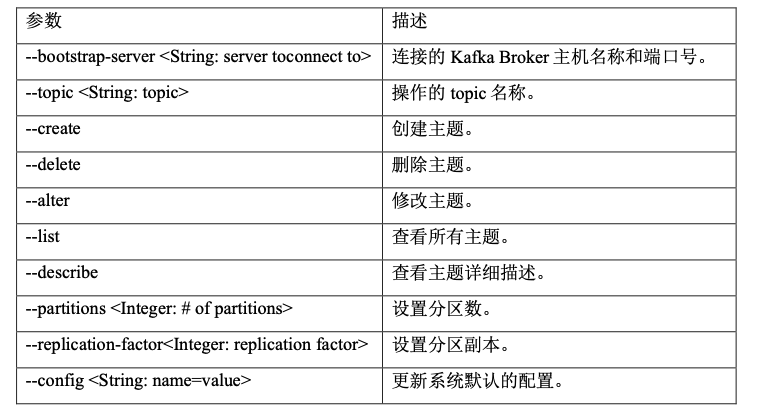 参数 描述
--bootstrap-server <String: server toconnect to> 连接的 Kafka Broker 主机名称和端口号。
--topic <String: topic> 操作的 topic 名称。
--create 创建主题。
--delete 删除主题。
--alter 修改主题。
--list 查看所有主题。
--describe 查看主题详细描述。
--partitions <Integer: # of partitions> 设置分区数。
--replication-factor<Integer: replication factor> 设置分区副本。
--config <String: name=value> 更新系统默认的配置。